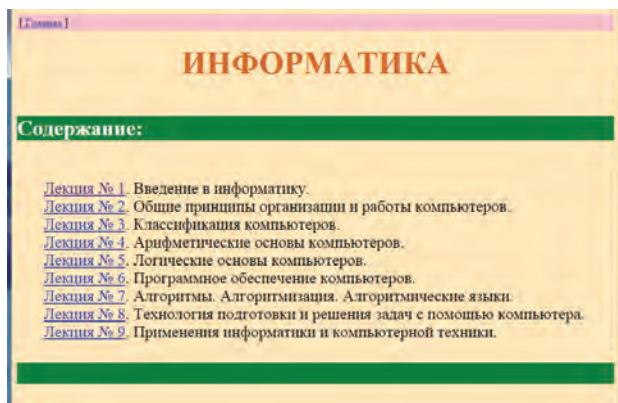 [Главная]
ИНФОРМАТИКА
Содержание:
Лекция № 1. Введение в информатику.
Лекция № 2. Общие принципы организации и работы компьютеров.
Лекция № 3. Классификация компьютеров.
Лекция № 4. Арифметические основы компьютеров.
Лекция № 5. Логические основы компьютеров.
Лекция № 6. Программное обеспечение компьютеров.
Лекция № 7. Алгоритмы. Алгоритмизация. Алгоритмические языки.
Лекция № 8. Технология подготовки и решения задач с помощью компьютера.
Лекция № 9. Применения информатики и компьютерной техники.